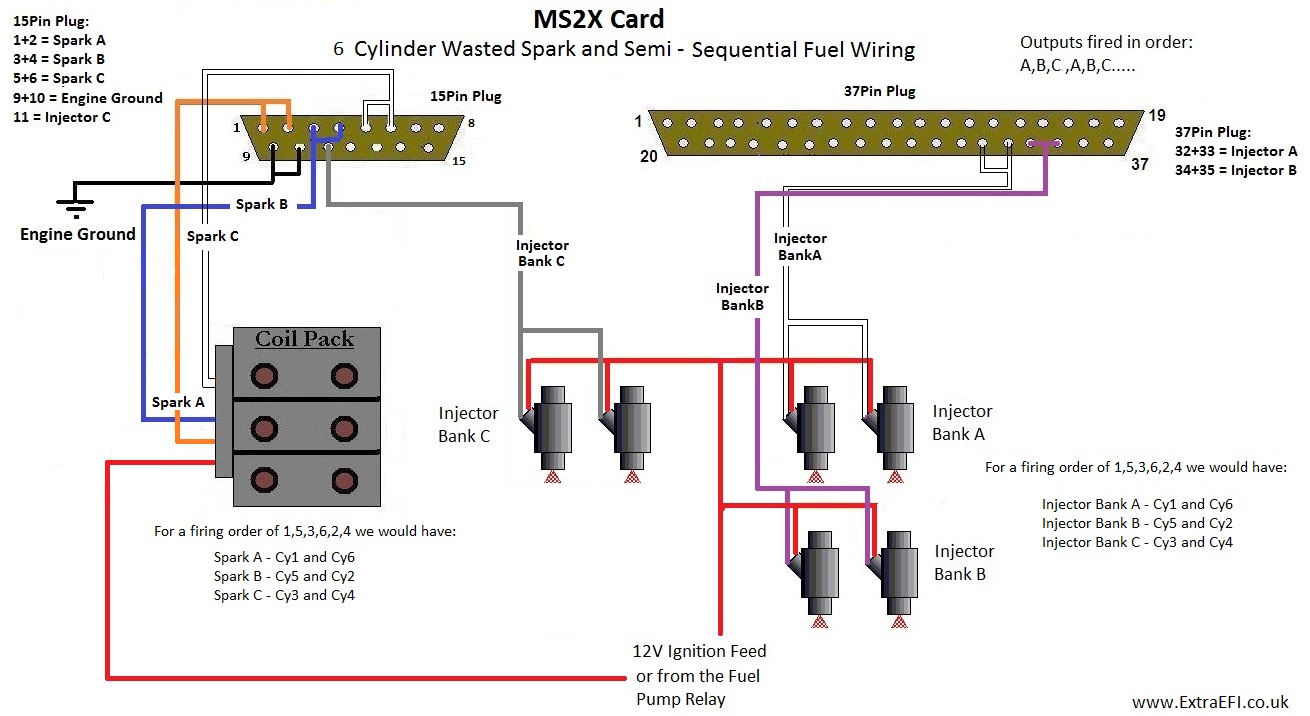 MS2X Card
6 Cylinder Wasted Spark and Semi - Sequential Fuel Wiring
15Pin Plug:
1+2 = Spark A
3+4 = Spark B
5+6 = Spark C
9+10 = Engine Ground
11 = Injector C
Outputs fired in order:
A,B,C,A,B,C.....
15Pin Plug
1
8
9
15
37Pin Plug
1
19
20
37
37Pin Plug:
32+33 = Injector A
34+35 = Injector B
Engine Ground
Spark B
Spark C
Spark A
Injector
Bank C
Injector
BankA
Injector
BankB
Coil Pack
Injector
Bank C
Injector
Bank A
Injector
Bank B
For a firing order of 1,5,3,6,2,4 we would have:
Spark A - Cy1 and Cy6
Spark B - Cy5 and Cy2
Spark C - Cy3 and Cy4
For a firing order of 1,5,3,6,2,4 we would have:
Injector Bank A - Cy1 and Cy6
Injector Bank B - Cy5 and Cy2
Injector Bank C - Cy3 and Cy4
12V Ignition Feed
or from the Fuel
Pump Relay
www.ExtraEFI.co.uk